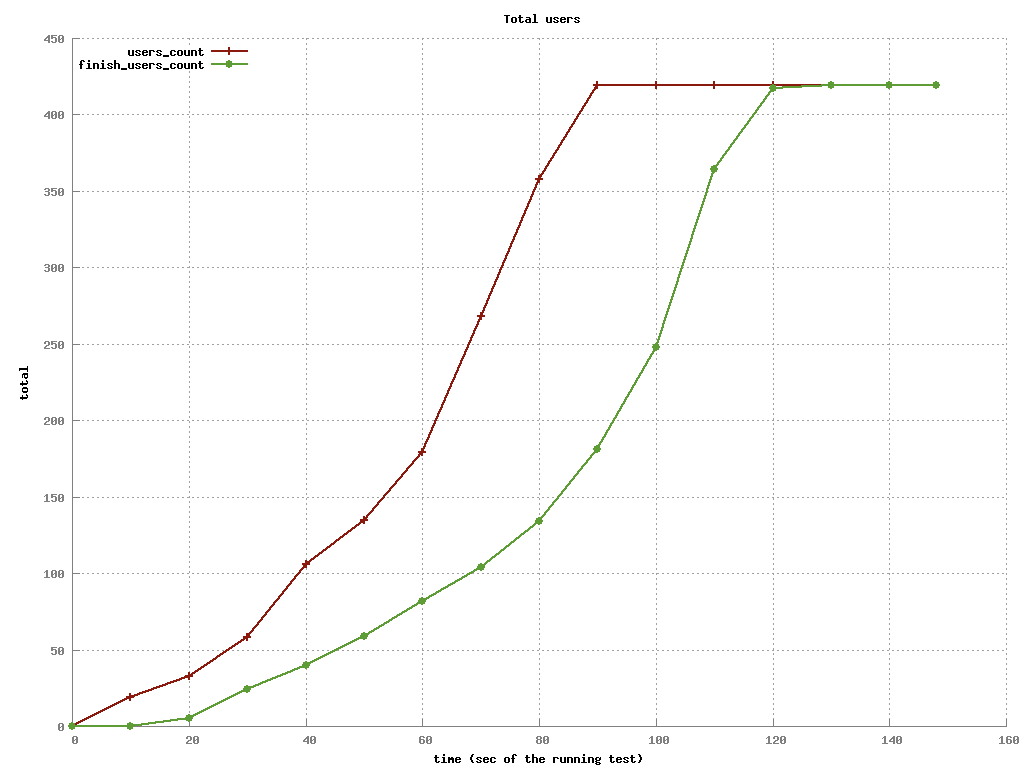 Total users
450
users_count
finish_users_count
400
350
300
250
total
200
150
100
50
0
0 20 40 60 80 100 120 140 160
time (sec of the running test)